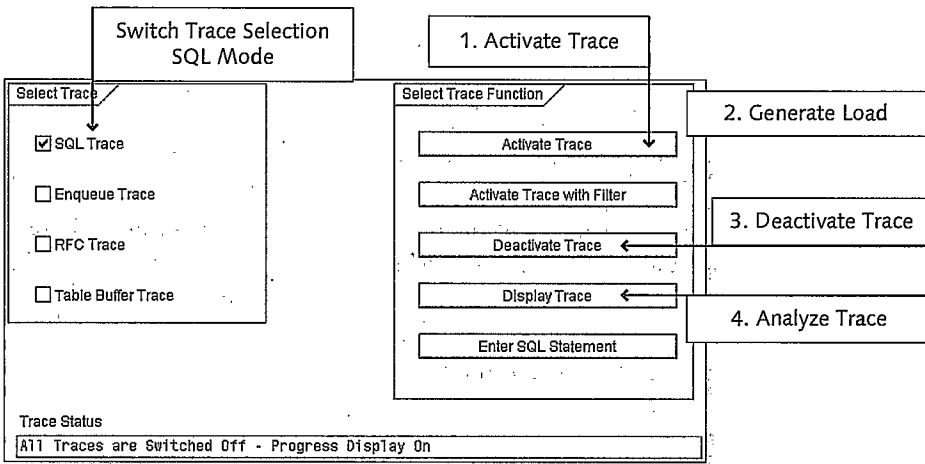 Switch Trace Selection
SQL Mode
1. Activate Trace
Select Trace
SQL Trace
Enqueue Trace
RFC Trace
Table Buffer Trace
Select Trace Function
Activate Trace
Activate Trace with Filter
Deactivate Trace
Display Trace
Enter SQL Statement
2. Generate Load
3. Deactivate Trace
4. Analyze Trace
Trace Status
All Traces are Switched Off - Progress Display On